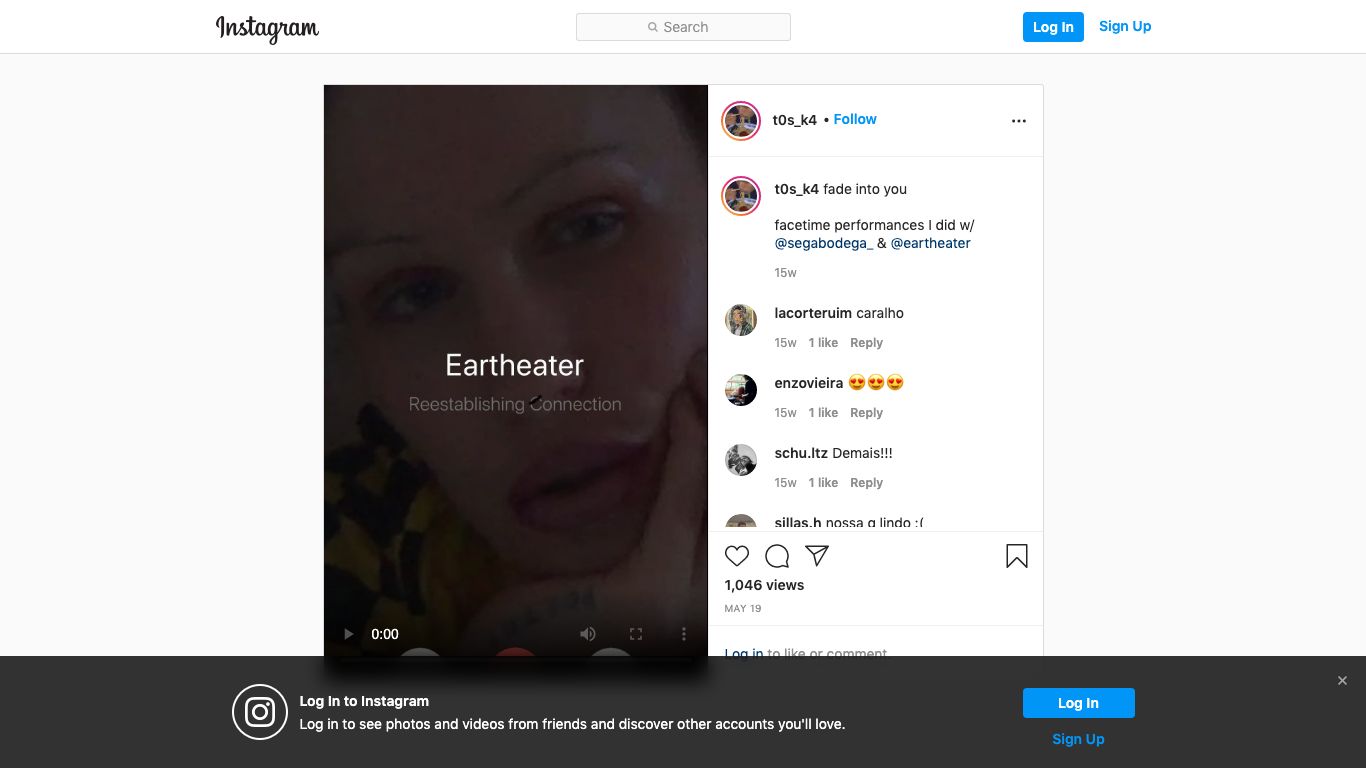 Instagram
Search
Log In
Sign Up
Eartheater
Reestablishing Connection
0:00
t0s_k4 • Follow
t0s_k4 fade into you
facetime performances I did w/
@segabodega_ & @eartheater
15w
lacorteruim caralho
15w 1 like Reply
enzovieira 😍😍😍
15w 1 like Reply
schu.ltz Demais!!!
15w 1 like Reply
sillas.h nossa q lindo :(
1,046 views
MAY 19
Log in to like or comment.
Log In to Instagram
Log in to see photos and videos from friends and discover other accounts you'll love.
Log In
Sign Up